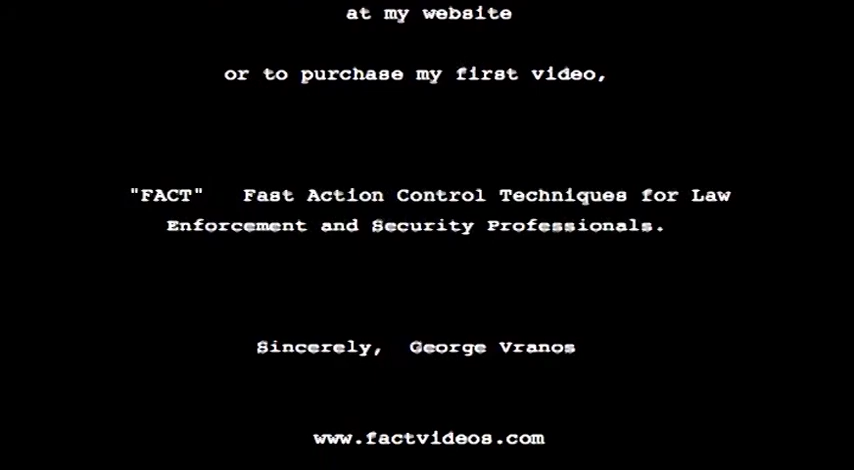 at my website
or to purchase my first video,
"FACT"   Fast Action Control Techniques for Law
Enforcement and Security Professionals.
Sincerely,  George Vranos
www.factvideos.com